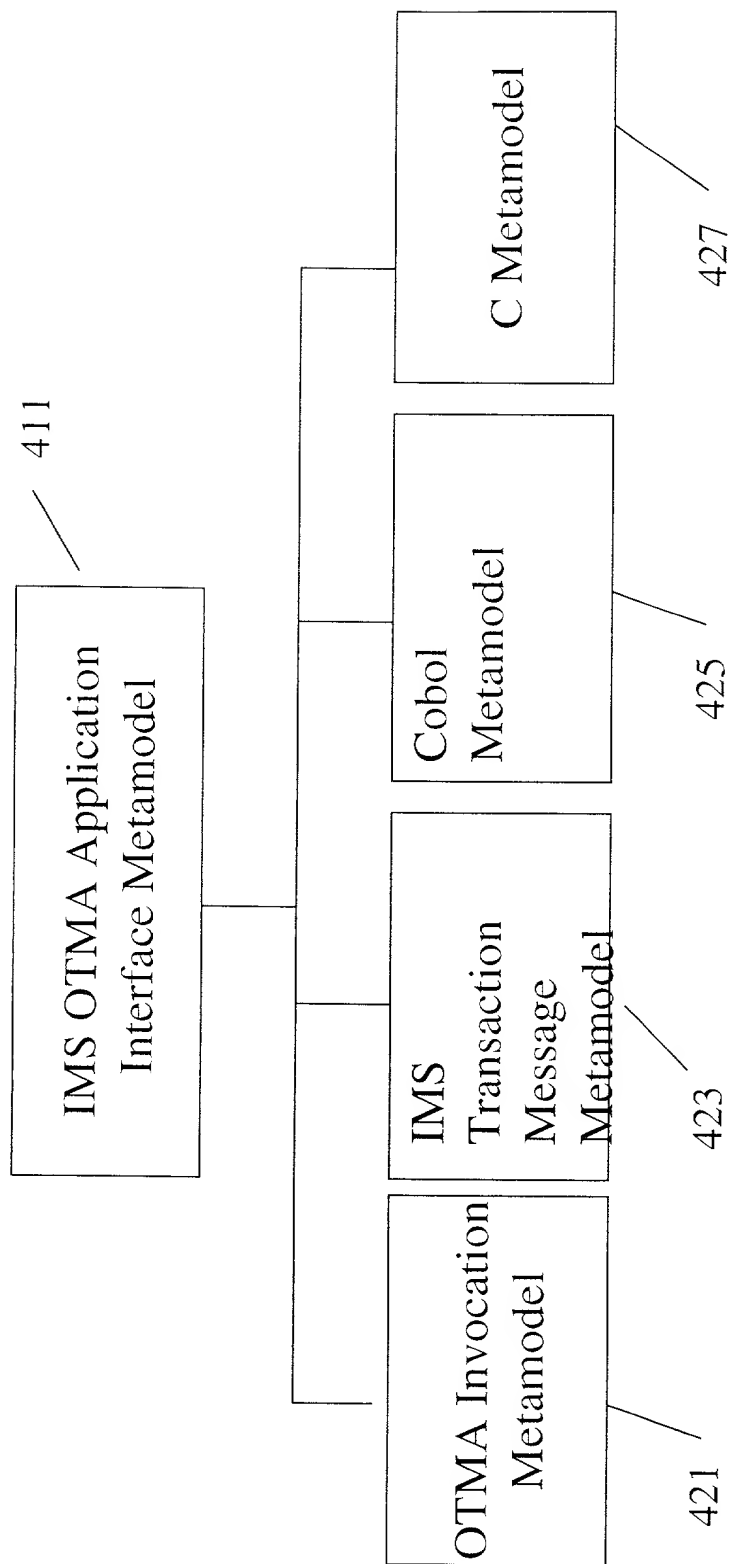 IMS OTMA Application
Interface Metamodel
411
OTMA Invocation
Metamodel
421
IMS
Transaction
Message
Metamodel
423
Cobol
Metamodel
425
C Metamodel
427